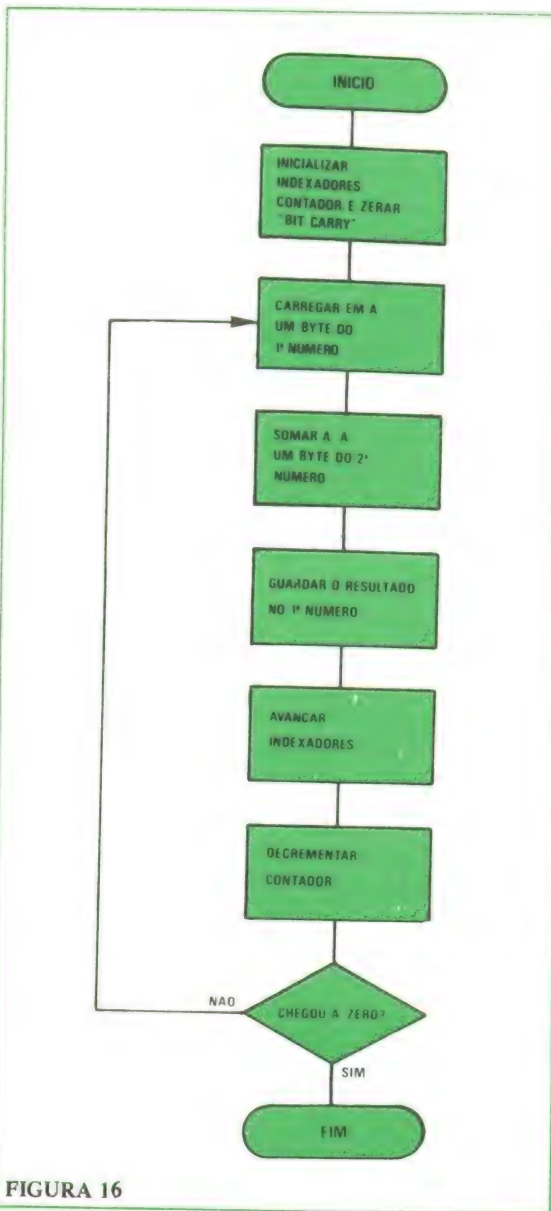 INICIO
INICIALIZAR
INDEXADORES
CONTADOR E ZERAR
"BIT CARRY"
CARREGAR EM A
UM BYTE DO
1º NUMERO
SOMAR A A
UM BYTE DO 2º
NUMERO
GUARDAR O RESULTADO
NO 1º NUMERO
AVANCAR
INDEXADORES
DECREMENTAR
CONTADOR
NAO
CHEGOU A ZERO?
SIM
FIM
FIGURA 16